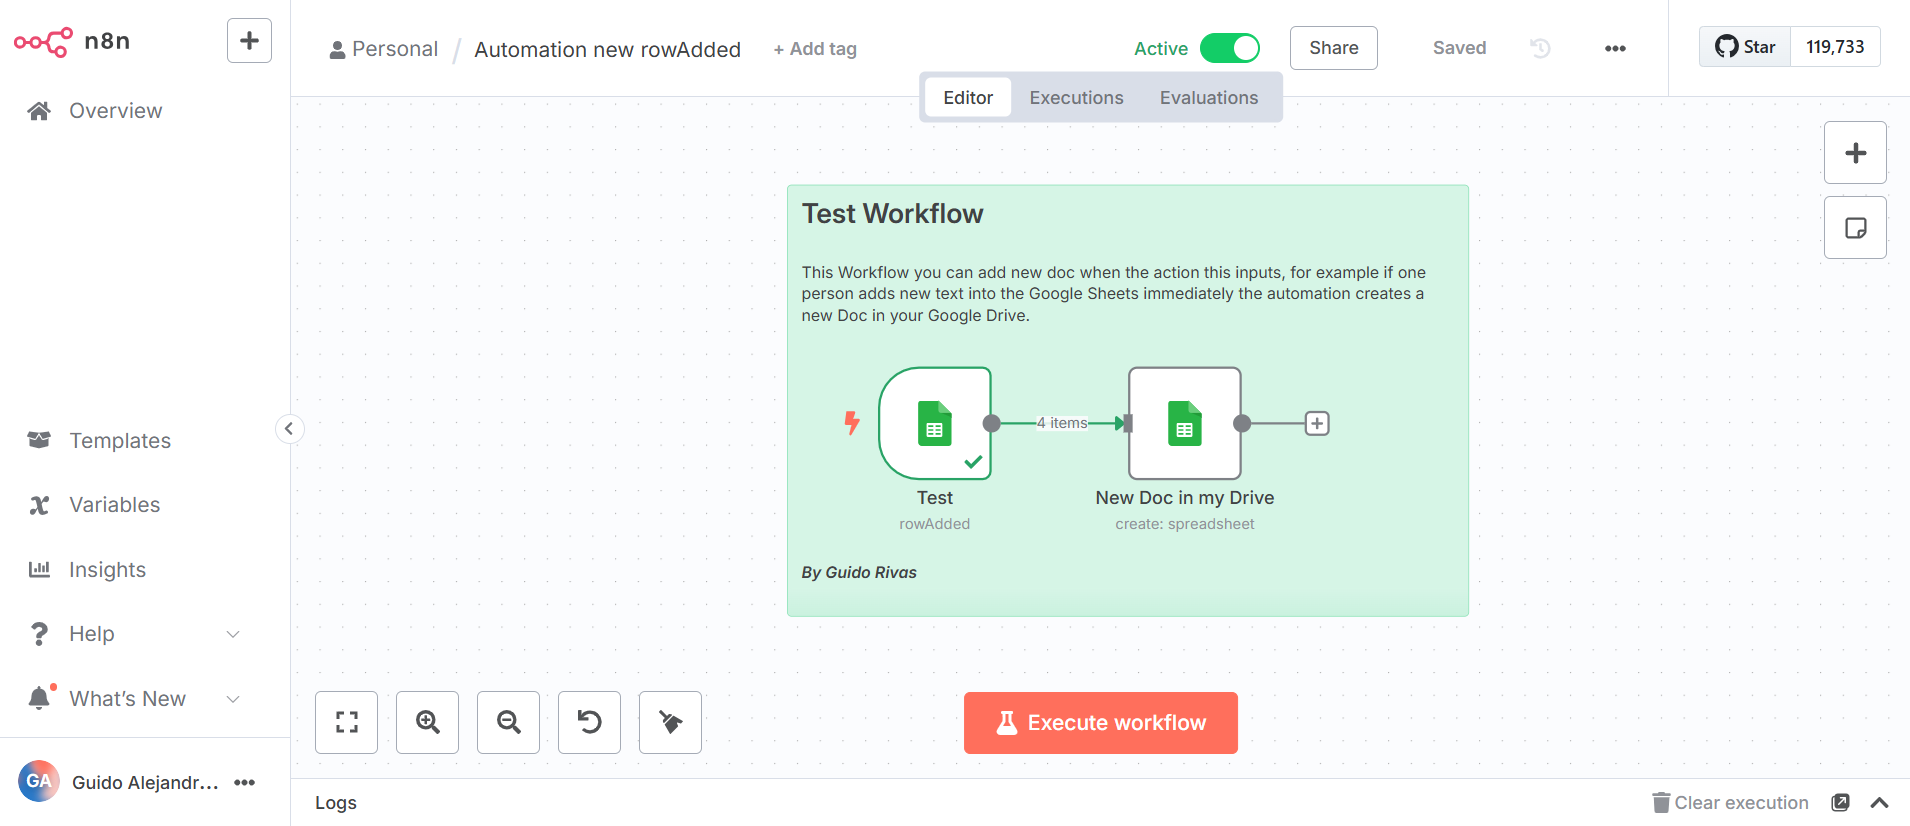 n8n
Personal / Automation new rowAdded + Add tag Active Share Saved Star 119,733
Editor Executions Evaluations
Overview
Templates
Variables
Insights
Help
What's New
GA Guido Alejandr...
Test Workflow
This Workflow you can add new doc when the action this inputs, for example if one
person adds new text into the Google Sheets immediately the automation creates a
new Doc in your Google Drive.
4 items
Test
rowAdded
New Doc in my Drive
create: spreadsheet
By Guido Rivas
Execute workflow
Logs Clear execution